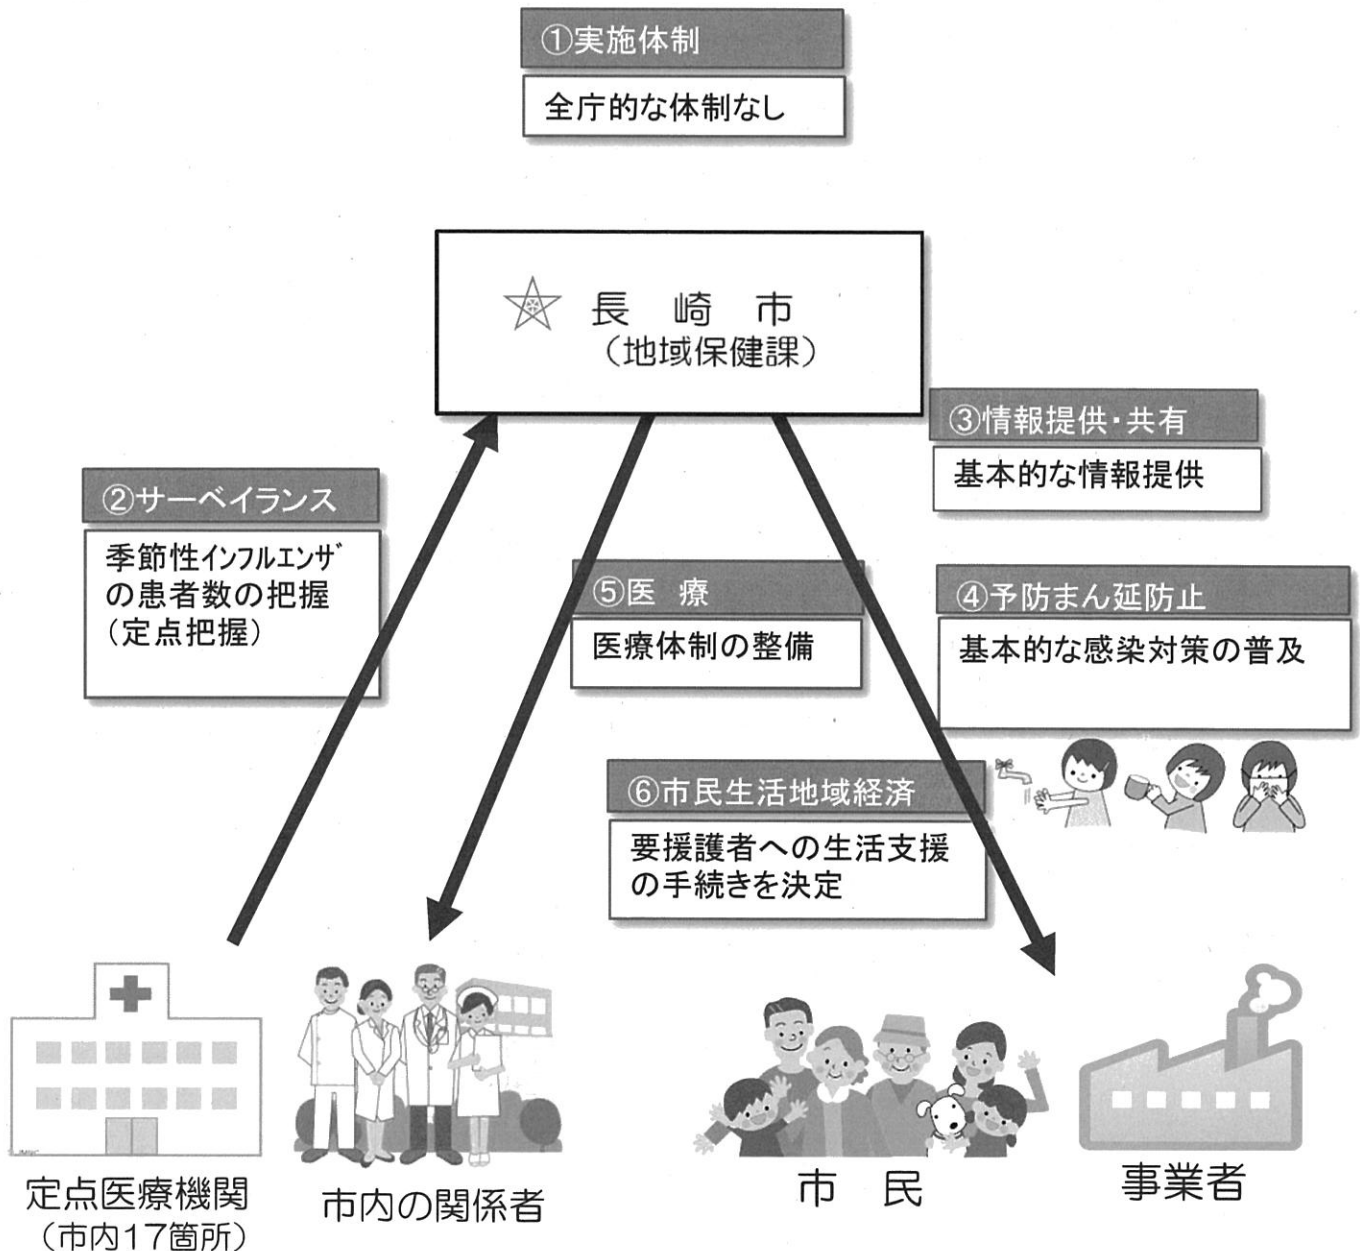 ①実施体制
全庁的な体制なし
長 崎 市
（地域保健課）
③情報提供・共有
基本的な情報提供
②サーベイランス
季節性ｲﾝﾌﾙｴﾝｻﾞ
の患者数の把握
（定点把握）
⑤医 療
医療体制の整備
④予防まん延防止
基本的な感染対策の普及
⑥市民生活地域経済
要援護者への生活支援
の手続きを決定
定点医療機関
（市内17箇所）
市内の関係者
市 民
事業者